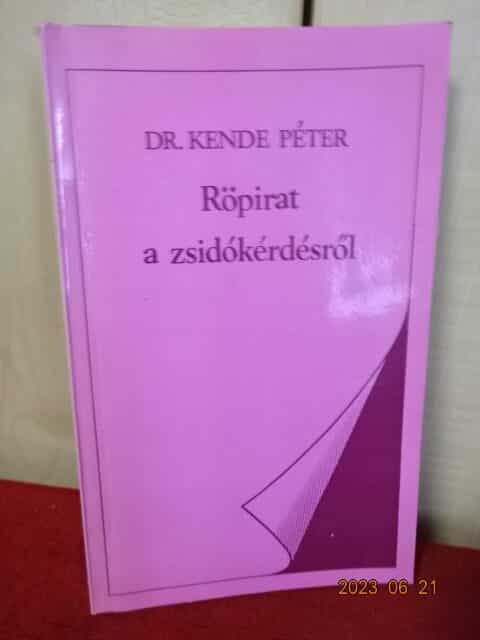 DR. KENDE PÉTER
Röpirat
a zsidókérdésről
2023 06 21